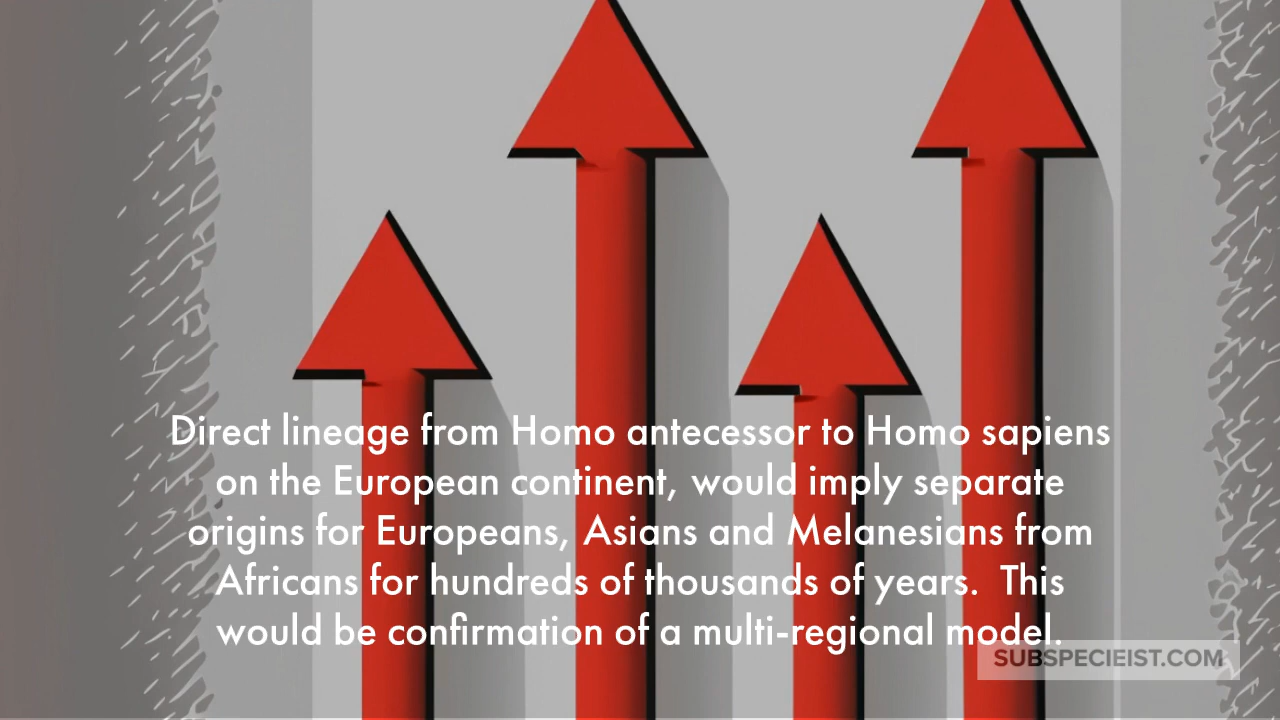 Direct lineage from Homo antecessor to Homo sapiens
on the European continent, would imply separate
origins for Europeans, Asians and Melanesians from
Africans for hundreds of thousands of years.  This
would be confirmation of a multi-regional model.
SUBSPECIEIST.COM